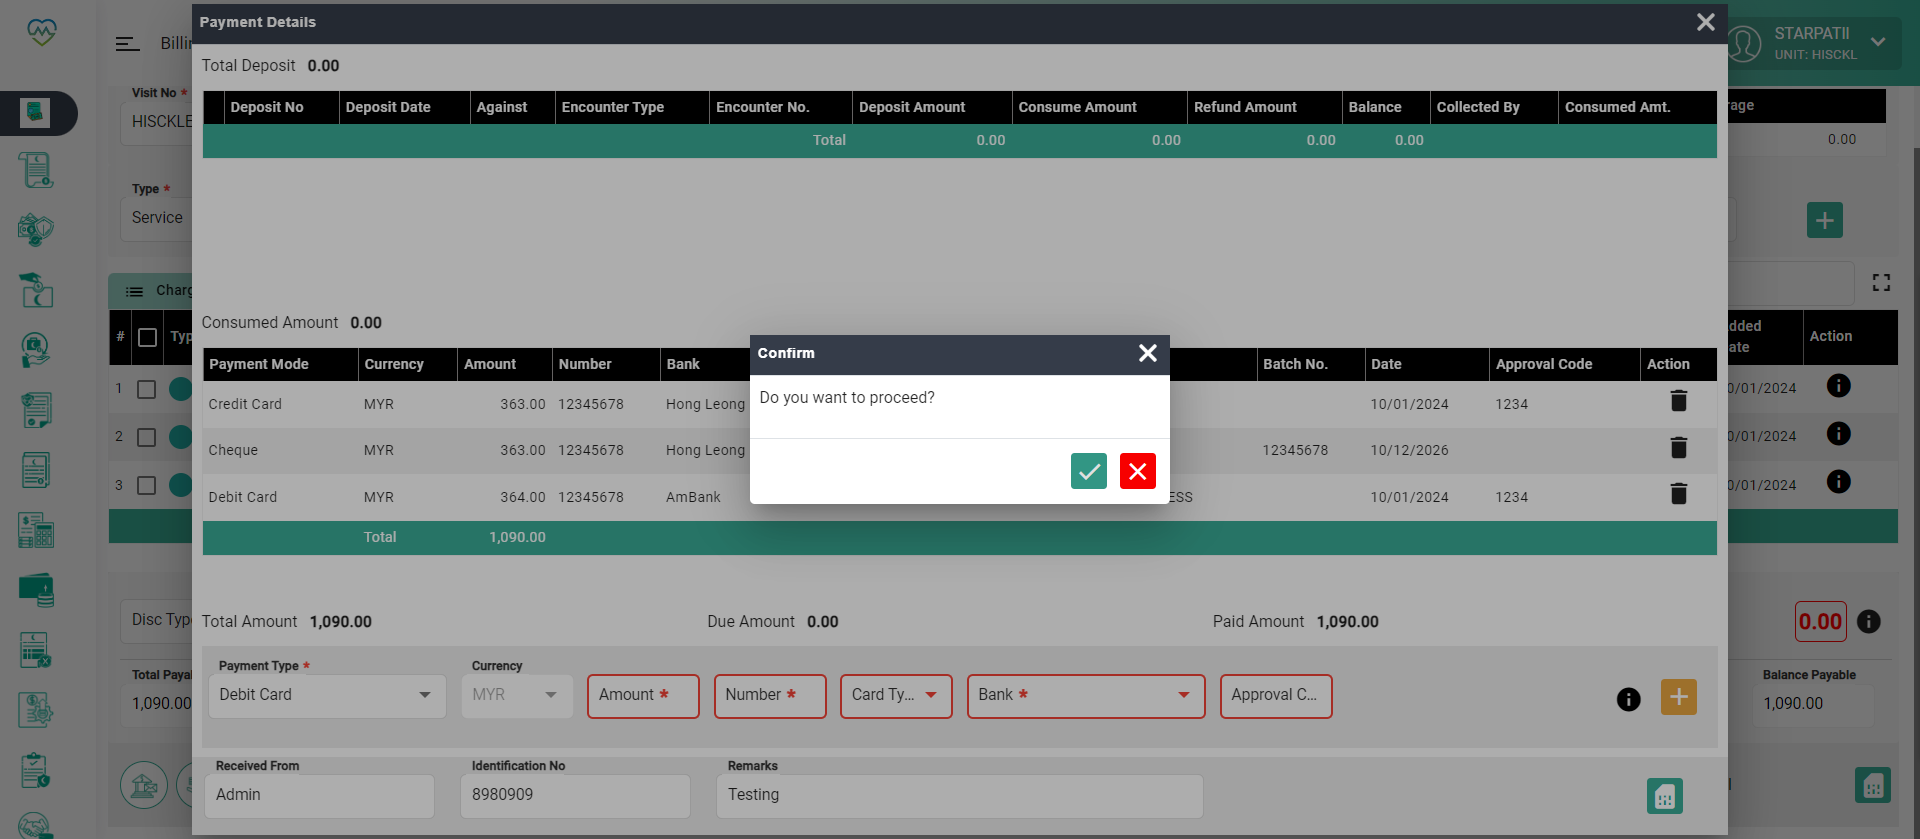 Payment Details
STARPATII
UNIT: HISCKL
Total Deposit 0.00
Visit No *
HISCKLE
Deposit No Deposit Date Against Encounter Type Encounter No. Deposit Amount Consume Amount Refund Amount Balance Collected By Consumed Amt.
Total 0.00 0.00 0.00 0.00
0.00
Type *
Service
Consumed Amount 0.00
#
Payment Mode Currency Amount Number Bank Batch No. Date Approval Code Action
Action
Confirm
Do you want to proceed?
1
Credit Card MYR 363.00 12345678 Hong Leong 10/01/2024 1234
0/01/2024
2
Cheque MYR 363.00 12345678 Hong Leong 12345678 10/12/2026
0/01/2024
3
Debit Card MYR 364.00 12345678 AmBank ESS 10/01/2024 1234
0/01/2024
Total 1,090.00
Disc Type
Total Amount 1,090.00 Due Amount 0.00 Paid Amount 1,090.00
0.00
Total Payab
1,090.00
Payment Type * Currency
Debit Card MYR Amount * Number * Card Ty... Bank * Approval C...
Balance Payable
1,090.00
Received From Identification No Remarks
Admin 8980909 Testing